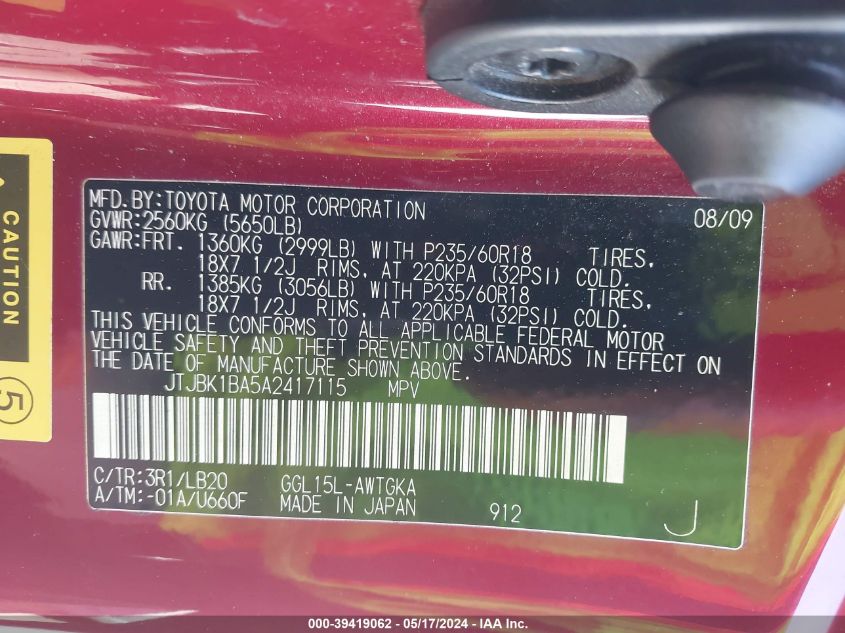 MFD.BY:TOYOTA MOTOR CORPORATION 08/09
GVWR:2560KG (5650LB)
GAWR:FRT. 1360KG (2999LB) WITH P235/60R18 TIRES,
18X7 1/2J RIMS, AT 220KPA (32PSI) COLD.
RR. 1385KG (3056LB) WITH P235/60R18 TIRES,
18X7 1/2J RIMS, AT 220KPA (32PSI) COLD.
THIS VEHICLE CONFORMS TO ALL APPLICABLE FEDERAL MOTOR
VEHICLE SAFETY AND THEFT PREVENTION STANDARDS IN EFFECT ON
THE DATE OF MANUFACTURE SHOWN ABOVE.
JTJBK1BA5A2417115 MPV
C/TR:3R1/LB20 GGL15L-AWTGKA
A/TM:-01A/U660F MADE IN JAPAN 912 J
5
000-39419062 - 05/17/2024 - IAA Inc.